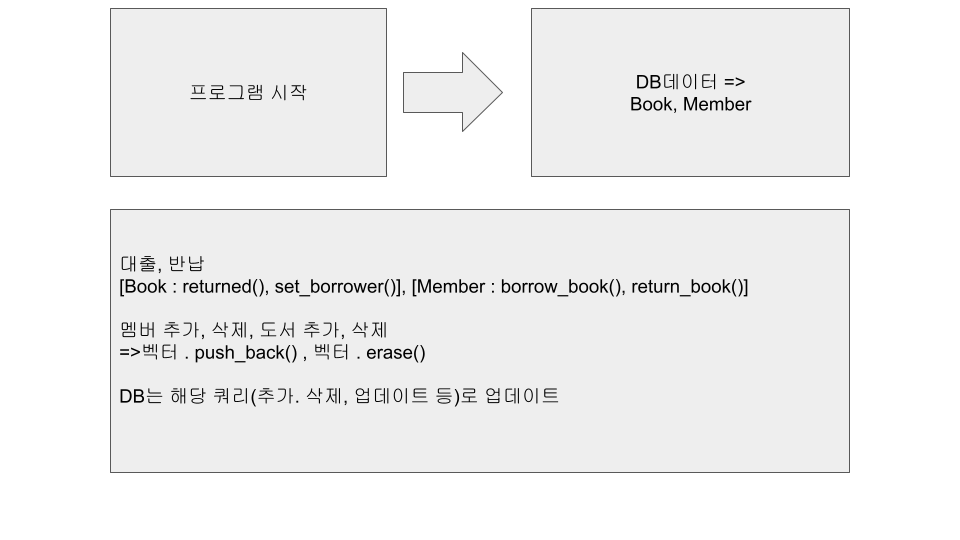 프로그램 시작
DB데이터 =>
Book, Member
대출, 반납
[Book : returned(), set_borrower()], [Member : borrow_book(), return_book()]
멤버 추가, 삭제, 도서 추가, 삭제
=>벡터 . push_back() , 벡터 . erase()
DB는 해당 쿼리(추가. 삭제, 업데이트 등)로 업데이트